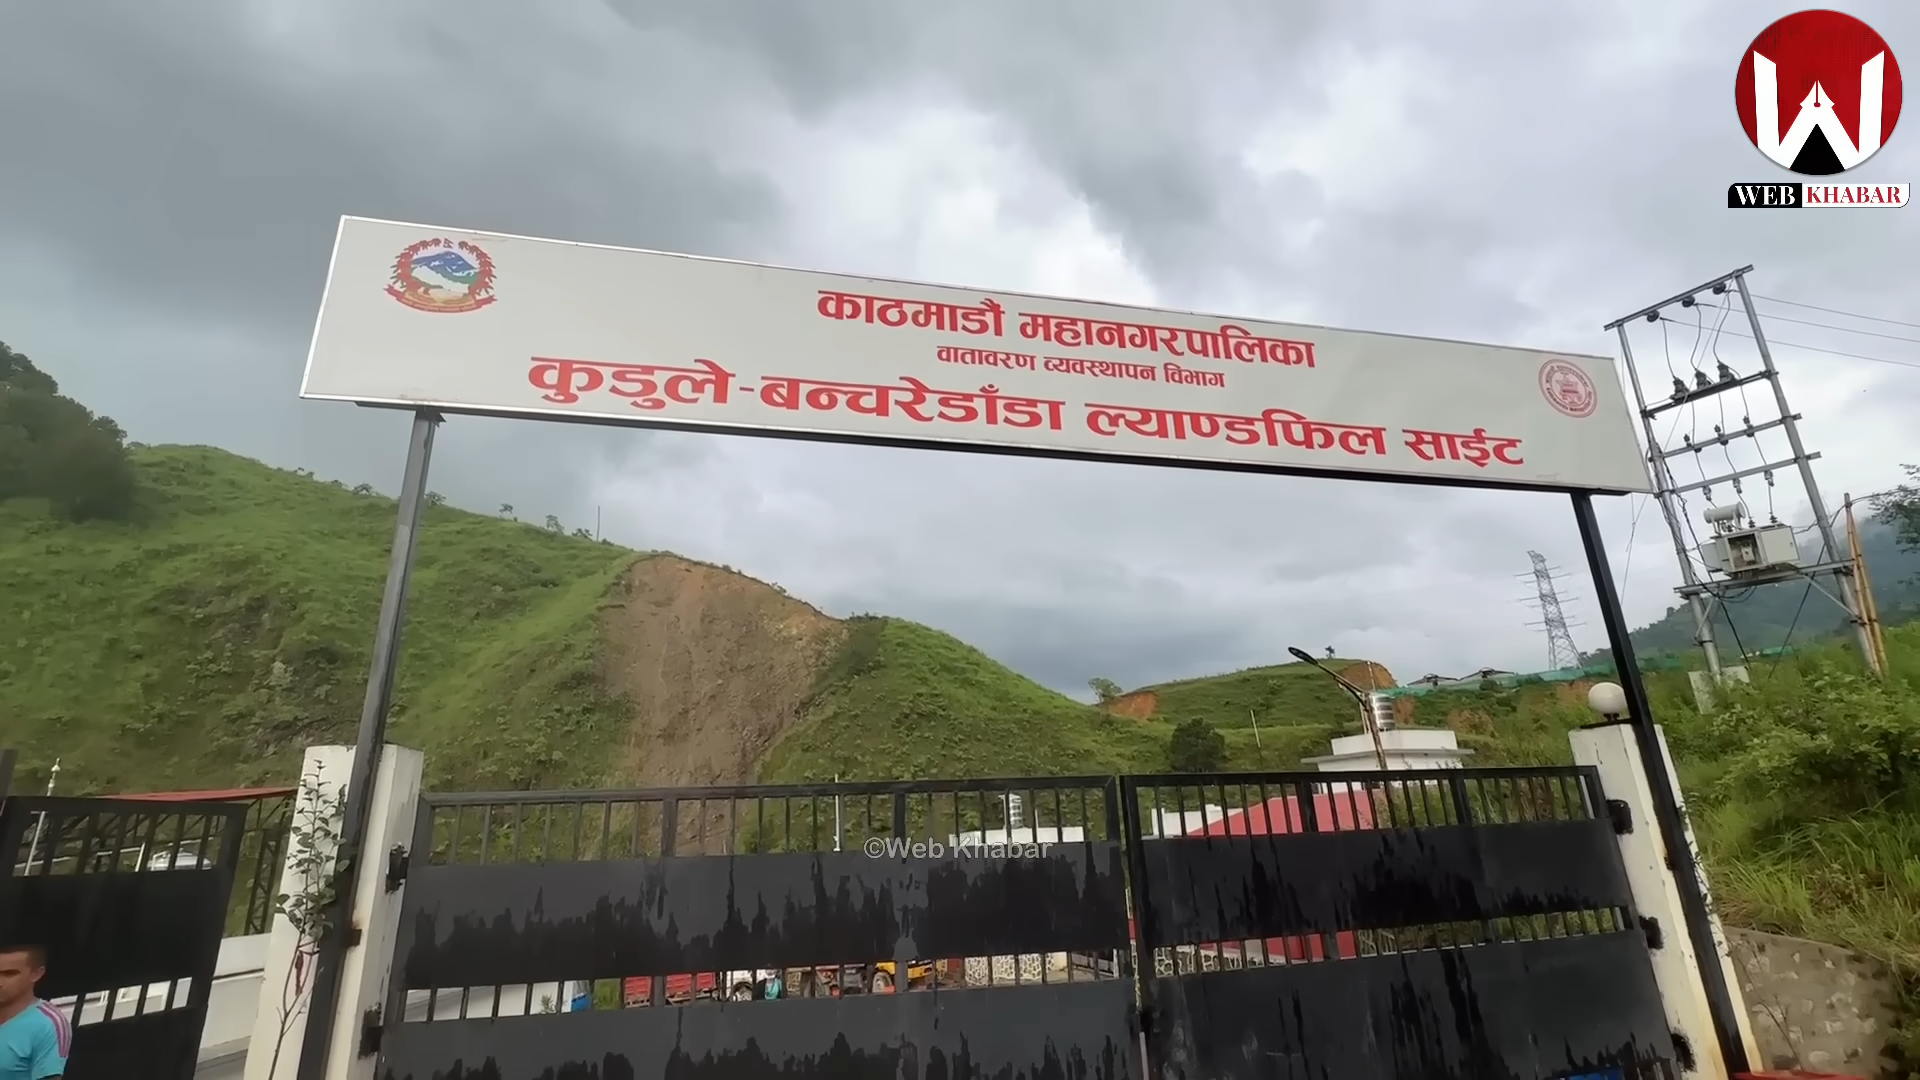 WEB KHABAR
काठमाडौं महानगरपालिका
वातावरण व्यवस्थापन विभाग
कुडुले-बन्चरेडाँडा ल्याण्डफिल साईट
©Web Khabar